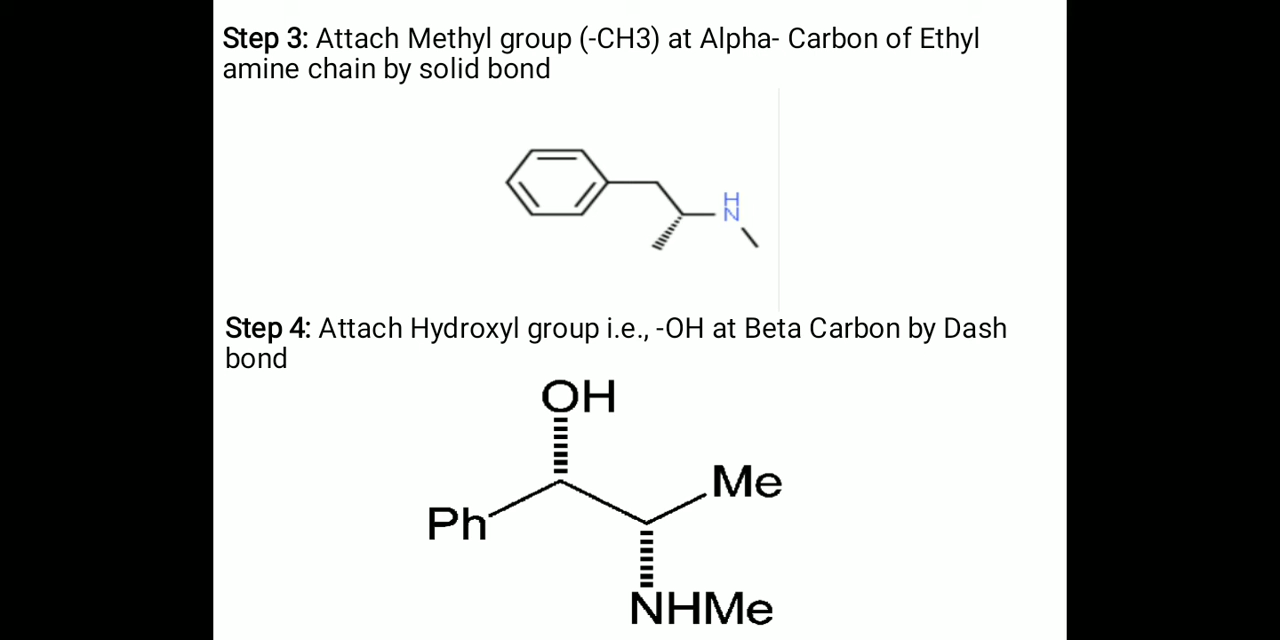 Step 3: Attach Methyl group (-CH3) at Alpha- Carbon of Ethyl
amine chain by solid bond
H
N
Step 4: Attach Hydroxyl group i.e., -OH at Beta Carbon by Dash
bond
OH
Me
Ph
NHMe